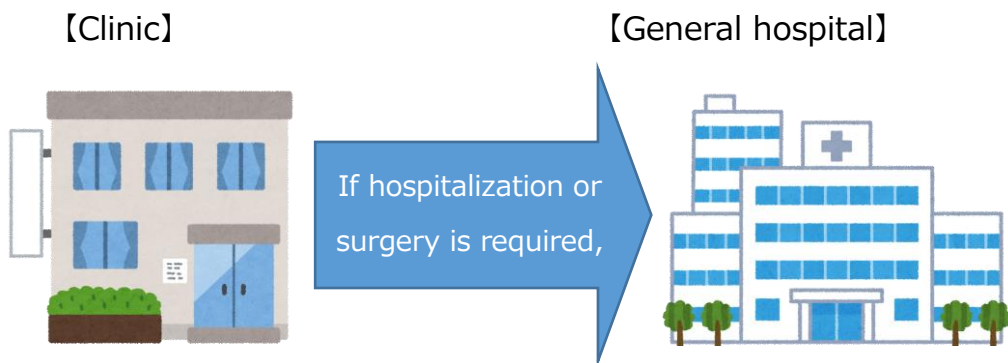 【Clinic】
【General hospital】
If hospitalization or
surgery is required,